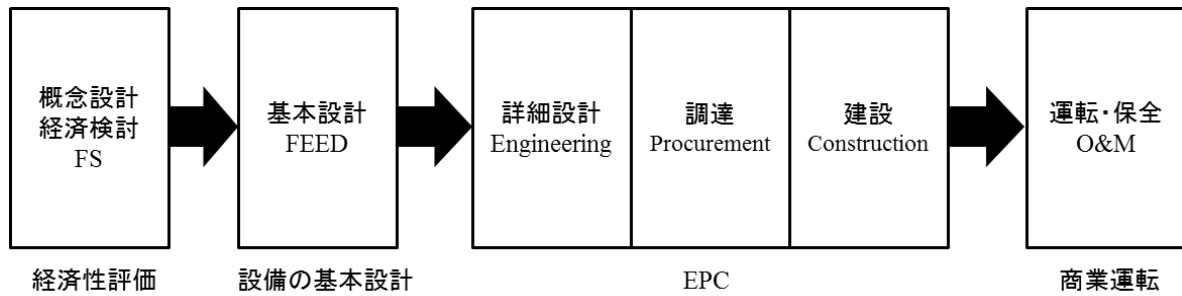 概念設計
経済検討
FS
基本設計
FEED
詳細設計
Engineering
調達
Procurement
建設
Construction
運転・保全
O&M
経済性評価
設備の基本設計
EPC
商業運転